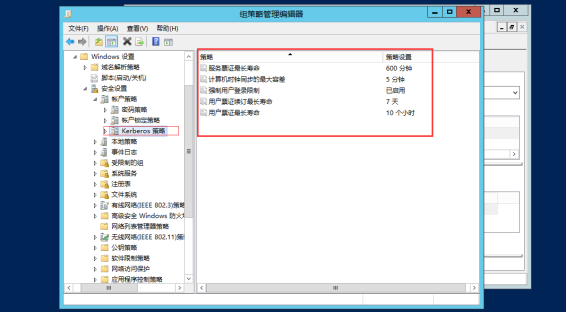 组策略管理编辑器
文件(F) 操作(A) 查看(V) 帮助(H)
Windows 设置
域名解析策略
脚本(启动/关机)
安全设置
帐户策略
密码策略
帐户锁定策略
Kerberos 策略
本地策略
事件日志
受限制的组
系统服务
注册表
文件系统
有线网络(IEEE 802.3)策略
高级安全 Windows 防火
网络列表管理器策略
无线网络(IEEE 802.11)策
公钥策略
软件限制策略
网络访问保护
应用程序控制策略
策略 策略设置
服务票证最长寿命 600 分钟
计算机时钟同步的最大容差 5 分钟
强制用户登录限制 已启用
用户票证续订最长寿命 7 天
用户票证最长寿命 10 个小时